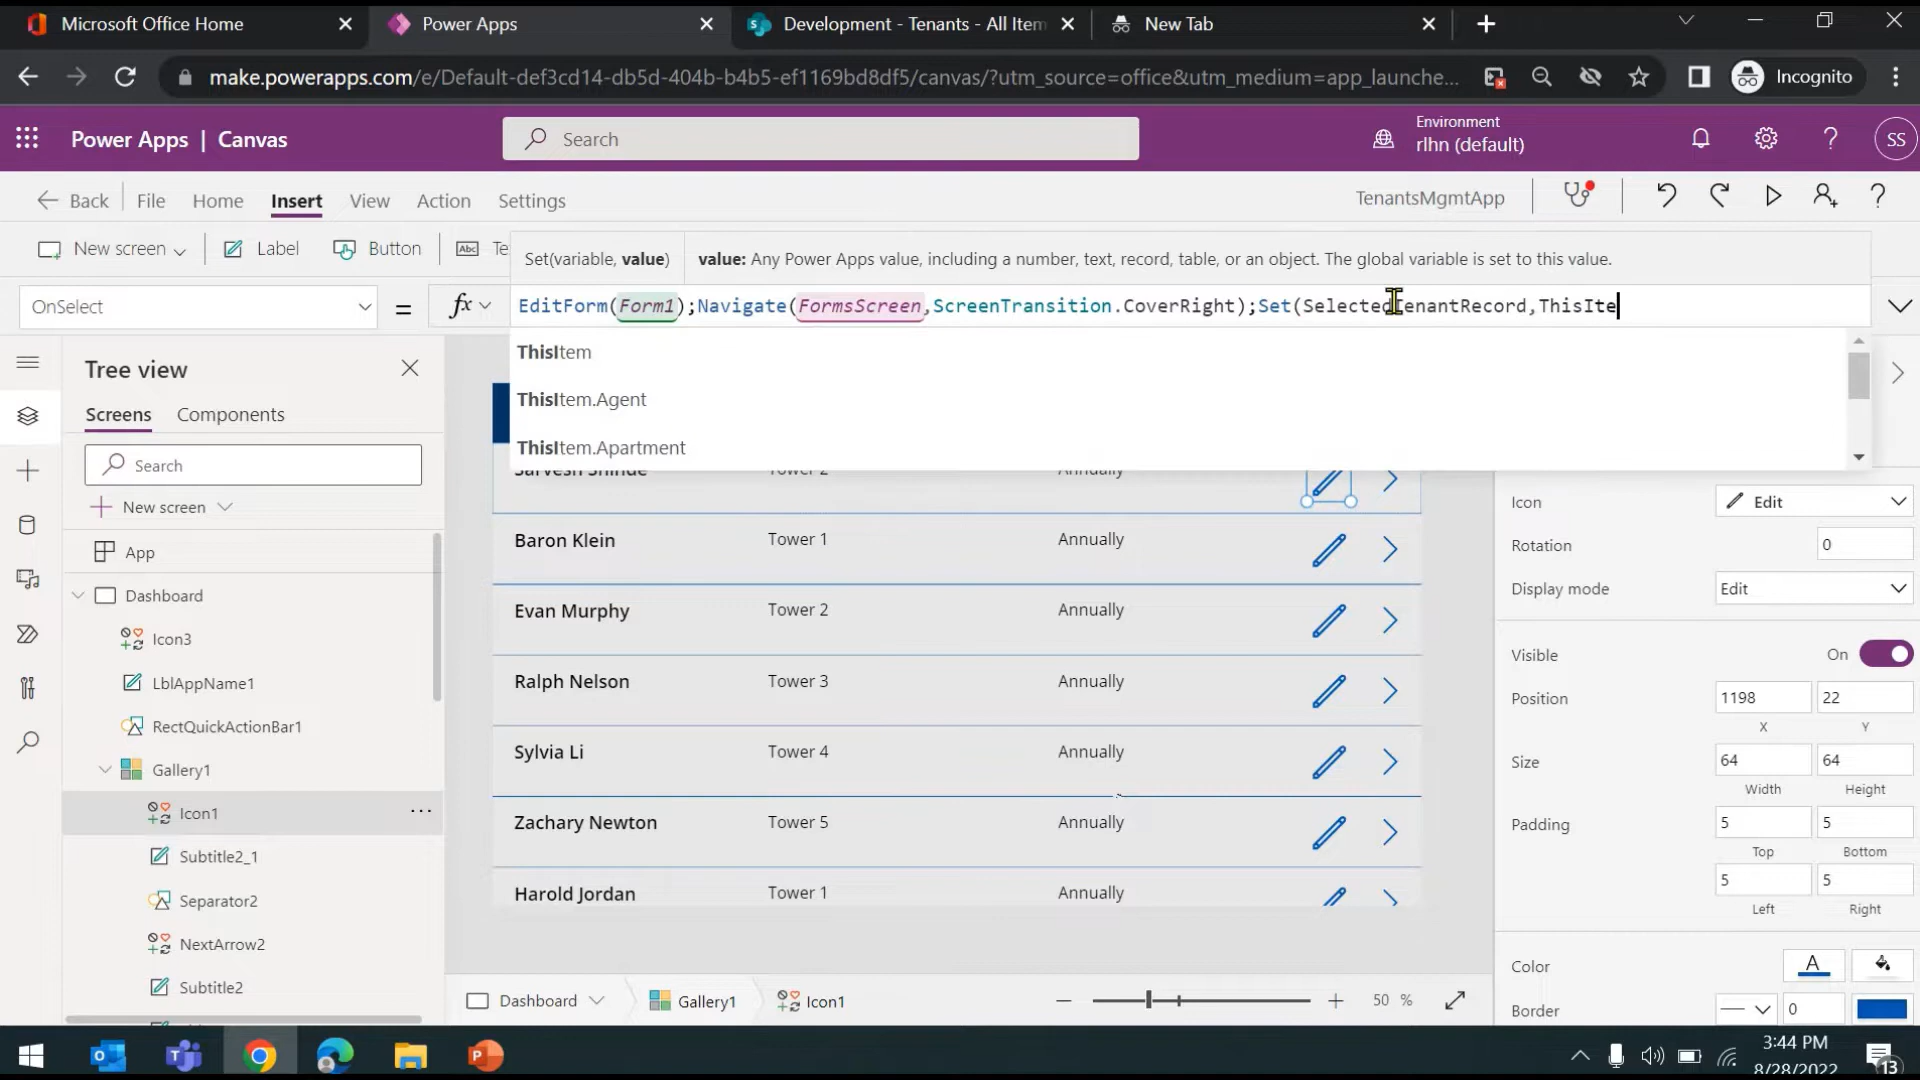 Microsoft Office Home
Power Apps
Development - Tenants - All Item
New Tab
make.powerapps.com/e/Default-def3cd14-db5d-404b-b4b5-ef1169bd8df5/canvas/?utm_source=office&utm_medium=app_launche...
Incognito
Power Apps | Canvas
Search
Environment
rlhn (default)
SS
Back
File
Home
Insert
View
Action
Settings
TenantsMgmtApp
New screen
Label
Button
Abc
Set(variable, value)
value: Any Power Apps value, including a number, text, record, table, or an object. The global variable is set to this value.
OnSelect
= fx
EditForm(Form1);Navigate(FormsScreen,ScreenTransition.CoverRight);Set(SelectedTenantRecord,ThisIte
ThisItem
ThisItem.Agent
ThisItem.Apartment
Tree view
Screens
Components
Search
New screen
App
Dashboard
Icon3
LblAppName1
RectQuickActionBar1
Gallery1
Icon1
Subtitle2_1
Separator2
NextArrow2
Subtitle2
Sarvesh Shinde
Tower 2
Annually
Baron Klein
Tower 1
Annually
Evan Murphy
Tower 2
Annually
Ralph Nelson
Tower 3
Annually
Sylvia Li
Tower 4
Annually
Zachary Newton
Tower 5
Annually
Harold Jordan
Tower 1
Annually
Icon
Edit
Rotation
0
Display mode
Edit
Visible
On
Position
1198
22
X
Y
Size
64
64
Width
Height
Padding
5
5
Top
Bottom
5
5
Left
Right
Color
A
Border
0
Dashboard
Gallery1
Icon1
50 %
3:44 PM
8/28/2022
13